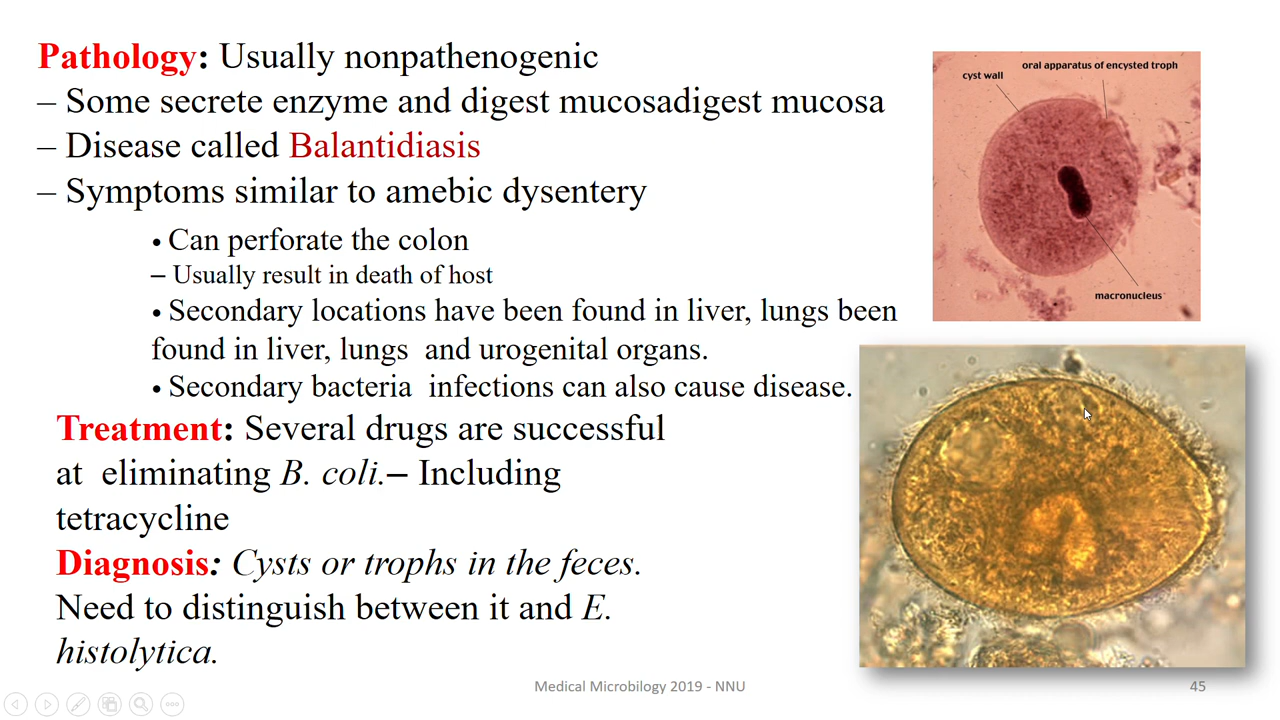 Pathology: Usually nonpathenogenic
– Some secrete enzyme and digest mucosadigest mucosa
– Disease called Balantidiasis
– Symptoms similar to amebic dysentery
• Can perforate the colon
– Usually result in death of host
• Secondary locations have been found in liver, lungs been
found in liver, lungs and urogenital organs.
• Secondary bacteria infections can also cause disease.
Treatment: Several drugs are successful
at eliminating B. coli.– Including
tetracycline
Diagnosis: Cysts or trophs in the feces.
Need to distinguish between it and E.
histolytica.
oral apparatus of encysted troph
cyst wall
macronucleus
Medical Microbilogy 2019 - NNU
45